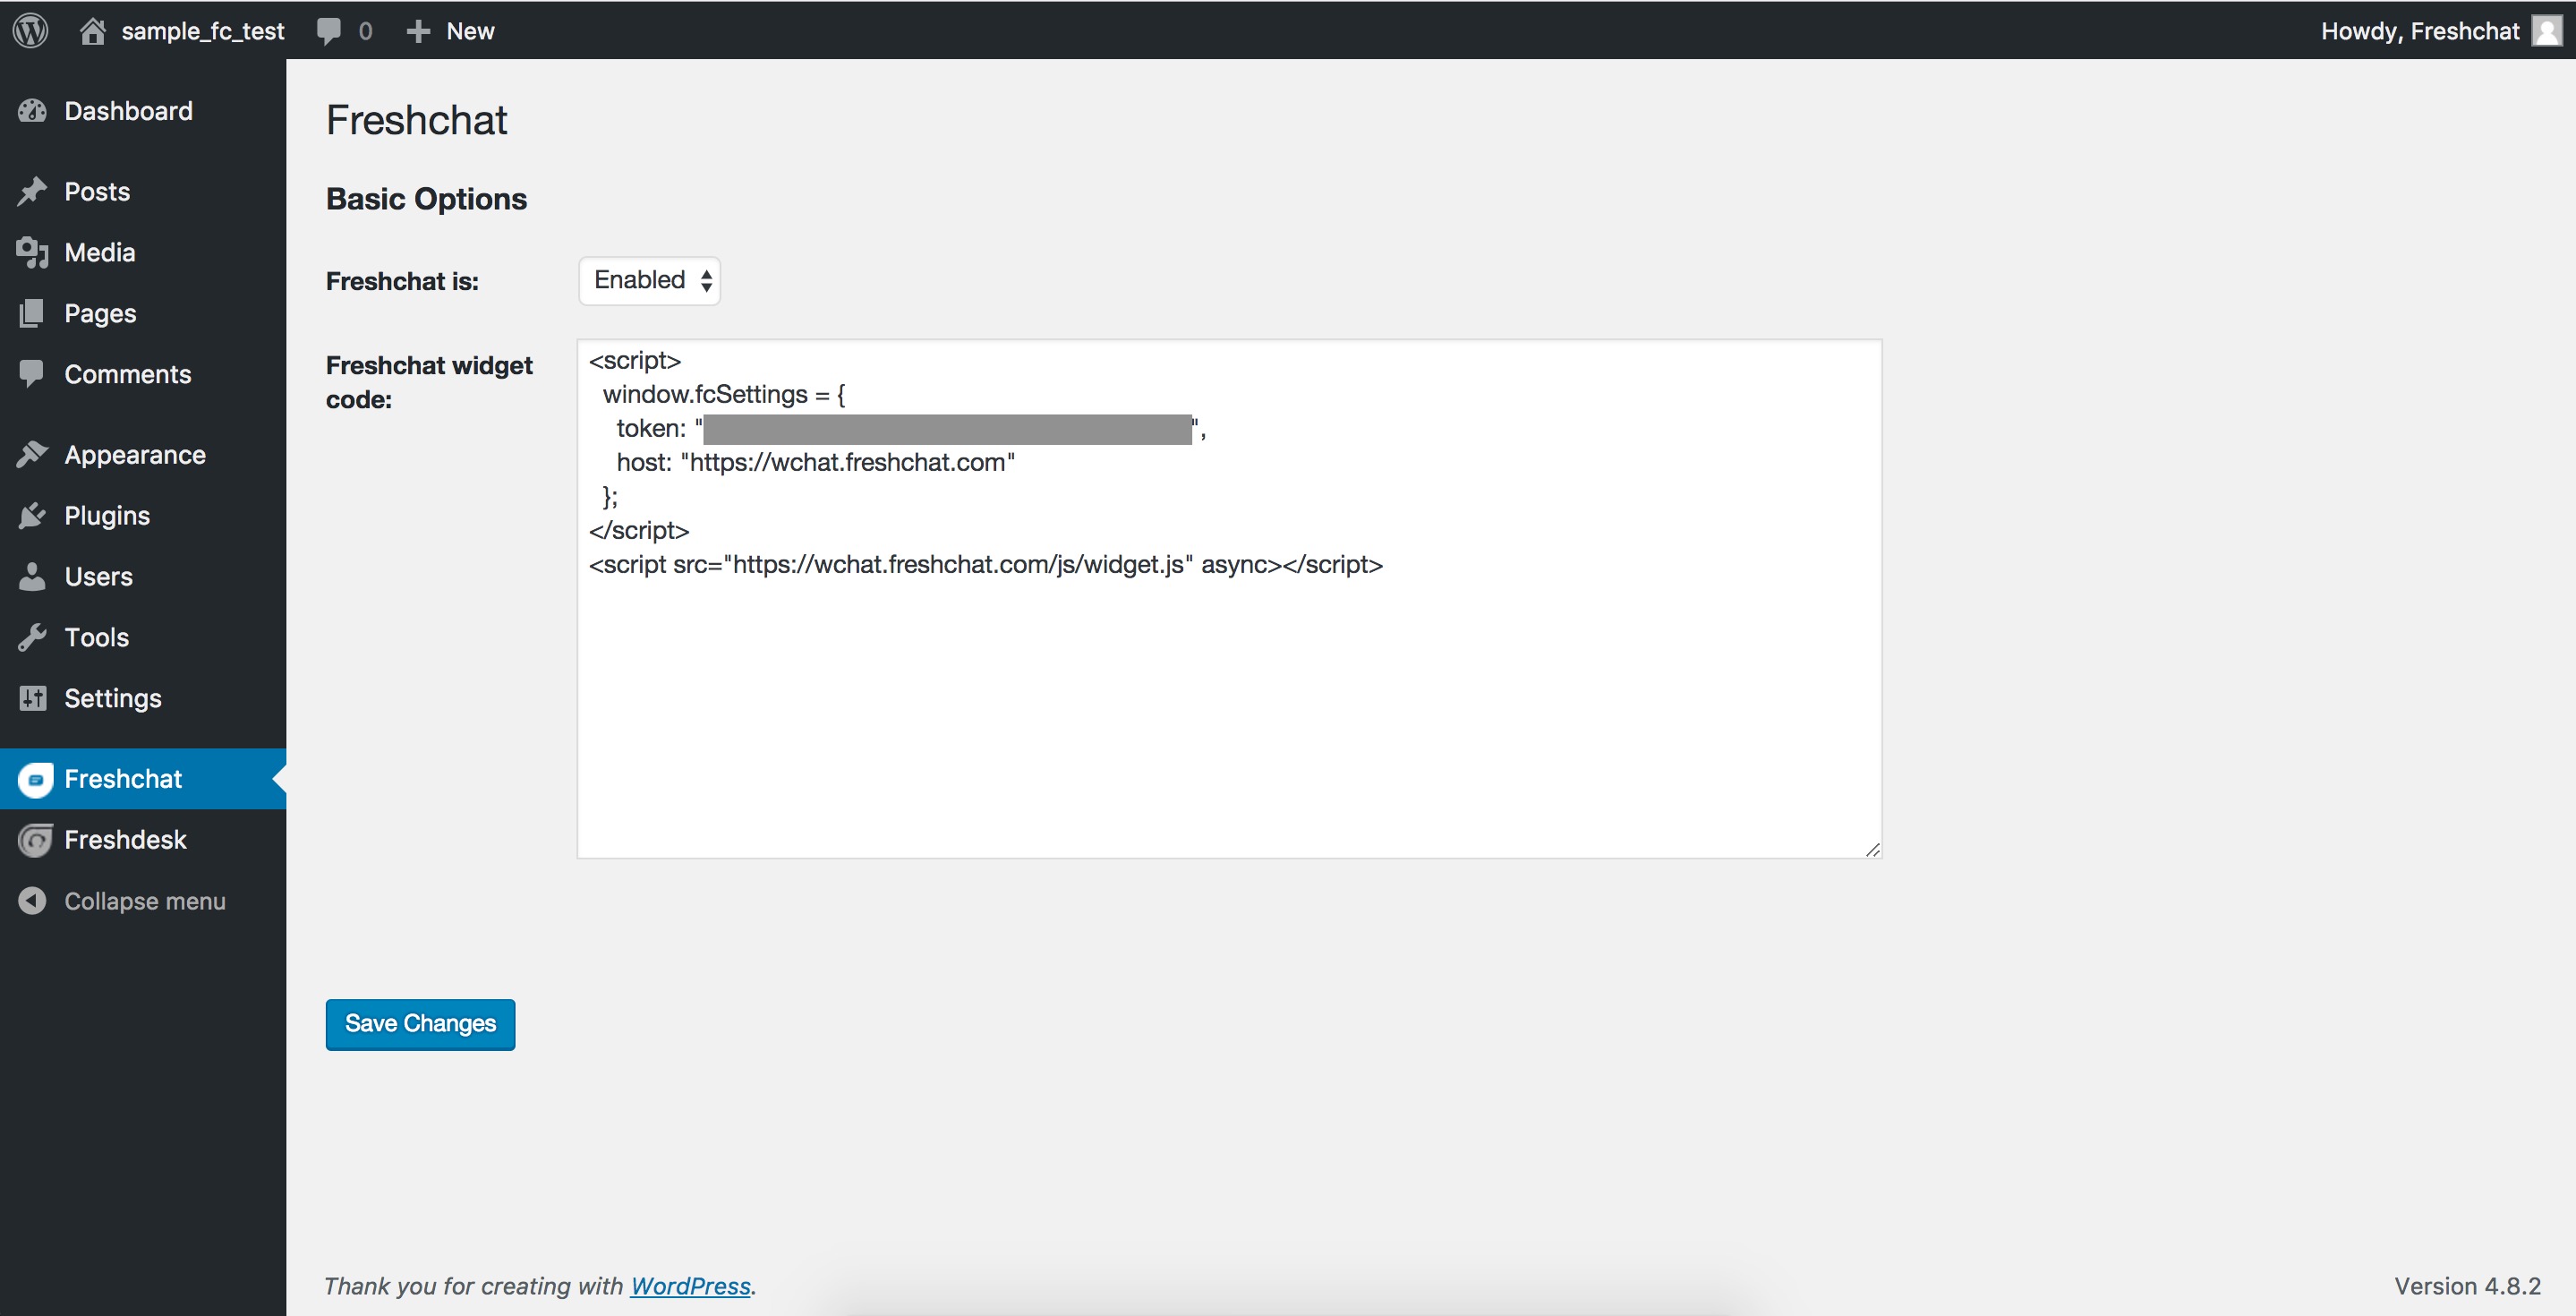 sample_fc_test 0 New Howdy, Freshchat
Dashboard
Posts
Media
Pages
Comments
Appearance
Plugins
Users
Tools
Settings
Freshchat
Freshdesk
Collapse menu
Freshchat
Basic Options
Freshchat is: Enabled
Freshchat widget
code:
<script>
window.fcSettings = {
token: "",
host: "https://wchat.freshchat.com"
};
</script>
<script src="https://wchat.freshchat.com/js/widget.js" async></script>
Save Changes
Thank you for creating with WordPress.
Version 4.8.2